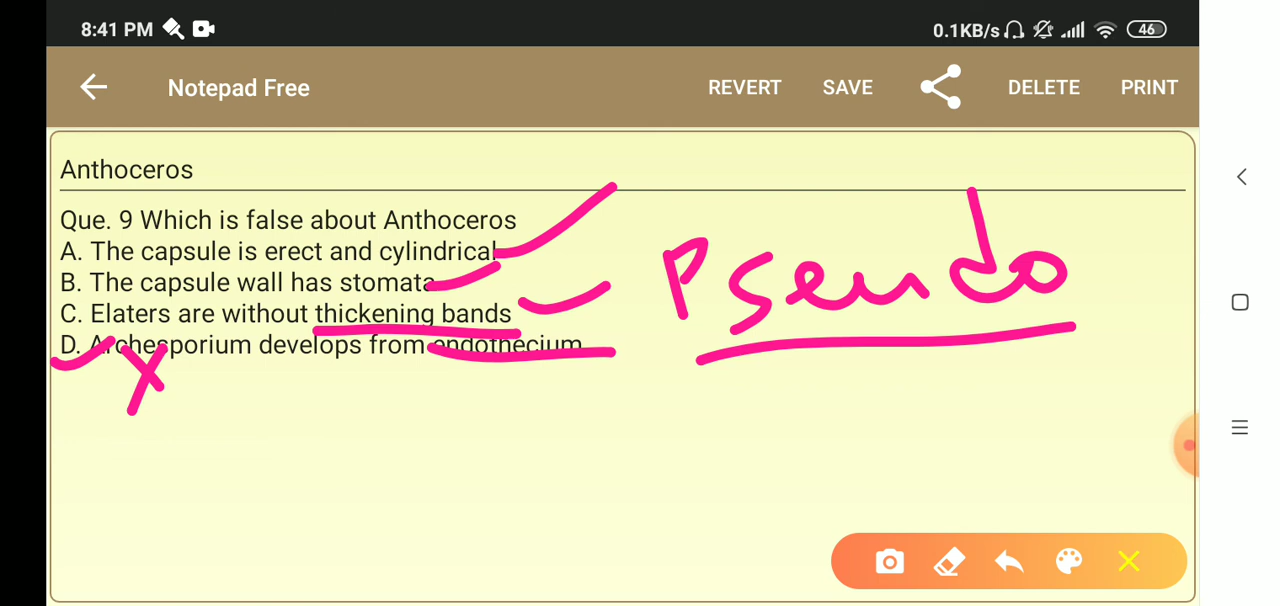 8:41 PM 0.1KB/s 46
Notepad Free REVERT SAVE DELETE PRINT
Anthoceros
Que. 9 Which is false about Anthoceros
A. The capsule is erect and cylindrical
B. The capsule wall has stomata
C. Elaters are without thickening bands
D. Archesporium develops from endothecium
Pseudo